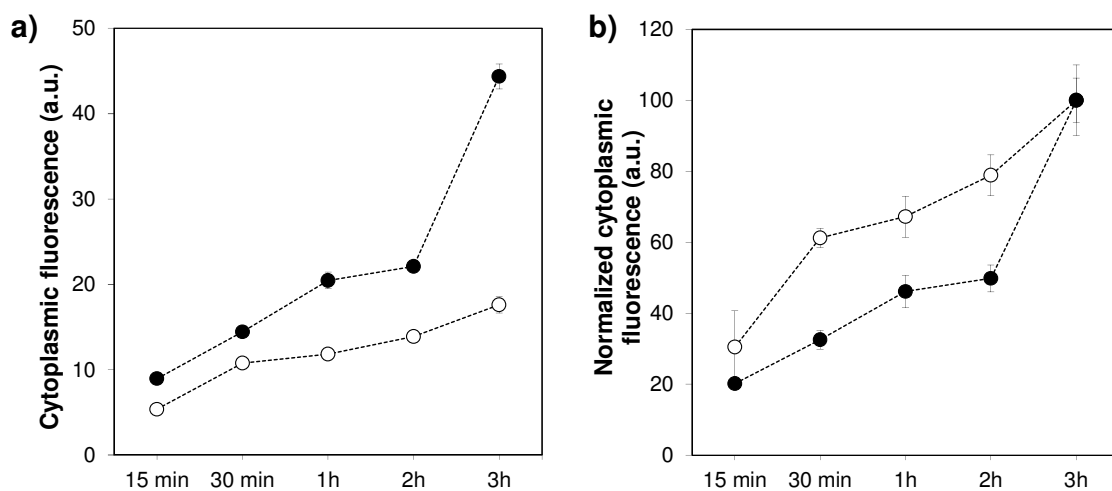 a)
Cytoplasmic fluorescence (a.u.)
50
40
30
20
10
0
15 min 30 min 1h 2h 3h
b)
Normalized cytoplasmic
fluorescence (a.u.)
120
100
80
60
40
20
0
15 min 30 min 1h 2h 3h